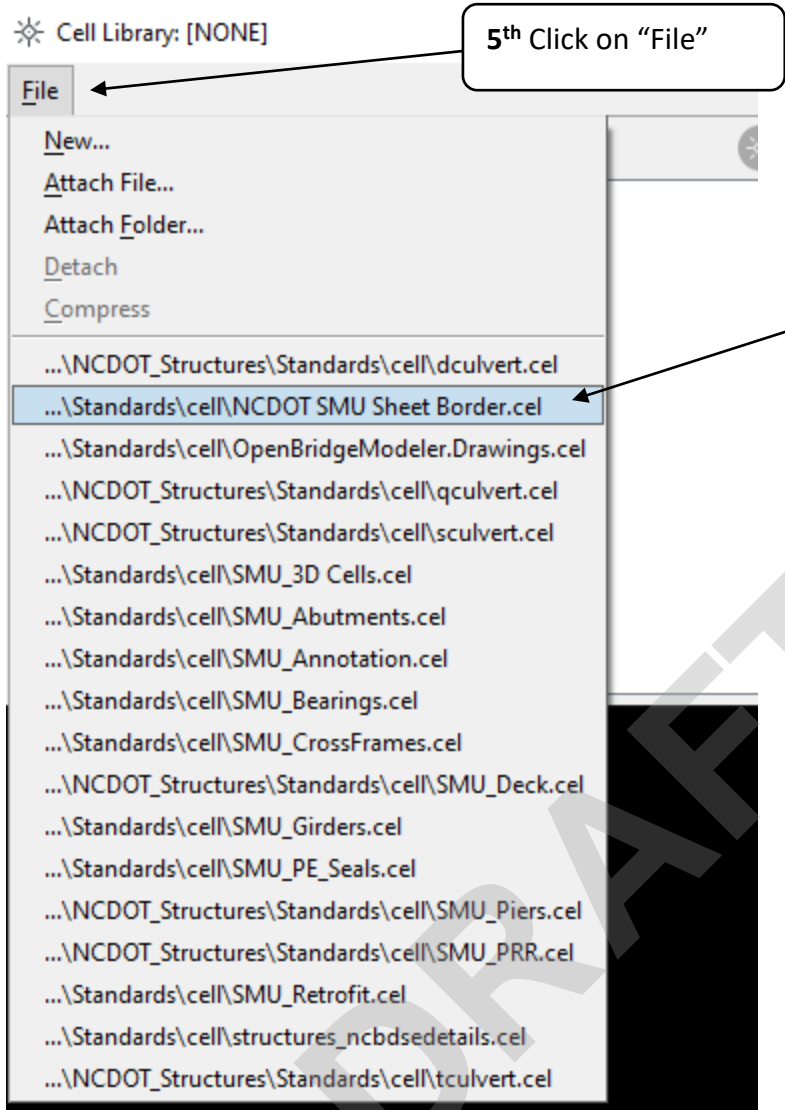 Cell Library: [NONE]
5th Click on “File”
File
New...
Attach File...
Attach Folder...
Detach
Compress
...\NCDOT_Structures\Standards\cell\dculvert.cel
...\Standards\cell\NCDOT SMU Sheet Border.cel
...\Standards\cell\OpenBridgeModeler.Drawings.cel
...\NCDOT_Structures\Standards\cell\qculvert.cel
...\NCDOT_Structures\Standards\cell\sculvert.cel
...\Standards\cell\SMU_3D Cells.cel
...\Standards\cell\SMU_Abutments.cel
...\Standards\cell\SMU_Annotation.cel
...\Standards\cell\SMU_Bearings.cel
...\Standards\cell\SMU_CrossFrames.cel
...\NCDOT_Structures\Standards\cell\SMU_Deck.cel
...\Standards\cell\SMU_Girders.cel
...\Standards\cell\SMU_PE_Seals.cel
...\NCDOT_Structures\Standards\cell\SMU_Piers.cel
...\NCDOT_Structures\Standards\cell\SMU_PRR.cel
...\Standards\cell\SMU_Retrofit.cel
...\Standards\cell\structures_ncbdsedetails.cel
...\NCDOT_Structures\Standards\cell\tculvert.cel
DRAFT